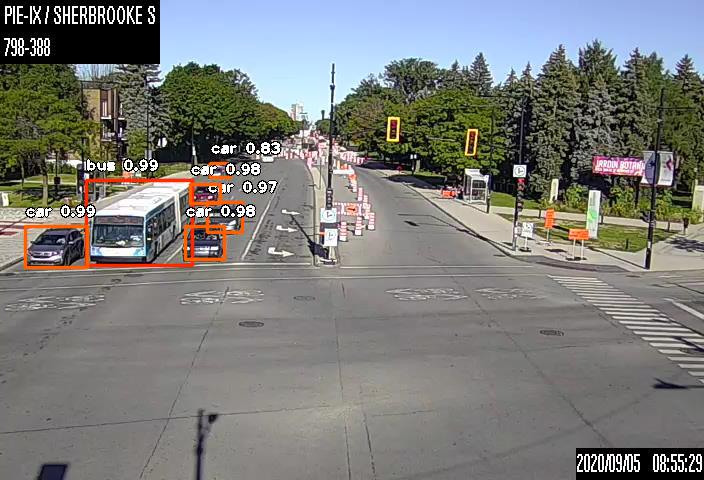 PIE-IX / SHERBROOKE S
798-388
car 0.83
bus 0.99
car 0.98
car 0.97
car 0.99
car 0.98
JARDIN BOTANI
2020/09/05 08:55:29